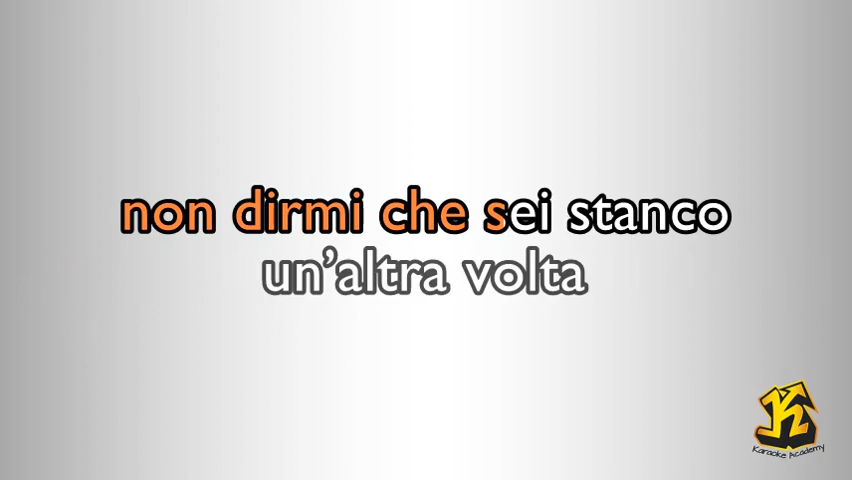 non dirmi che sei stanco
un'altra volta
K
Karaoke Academy